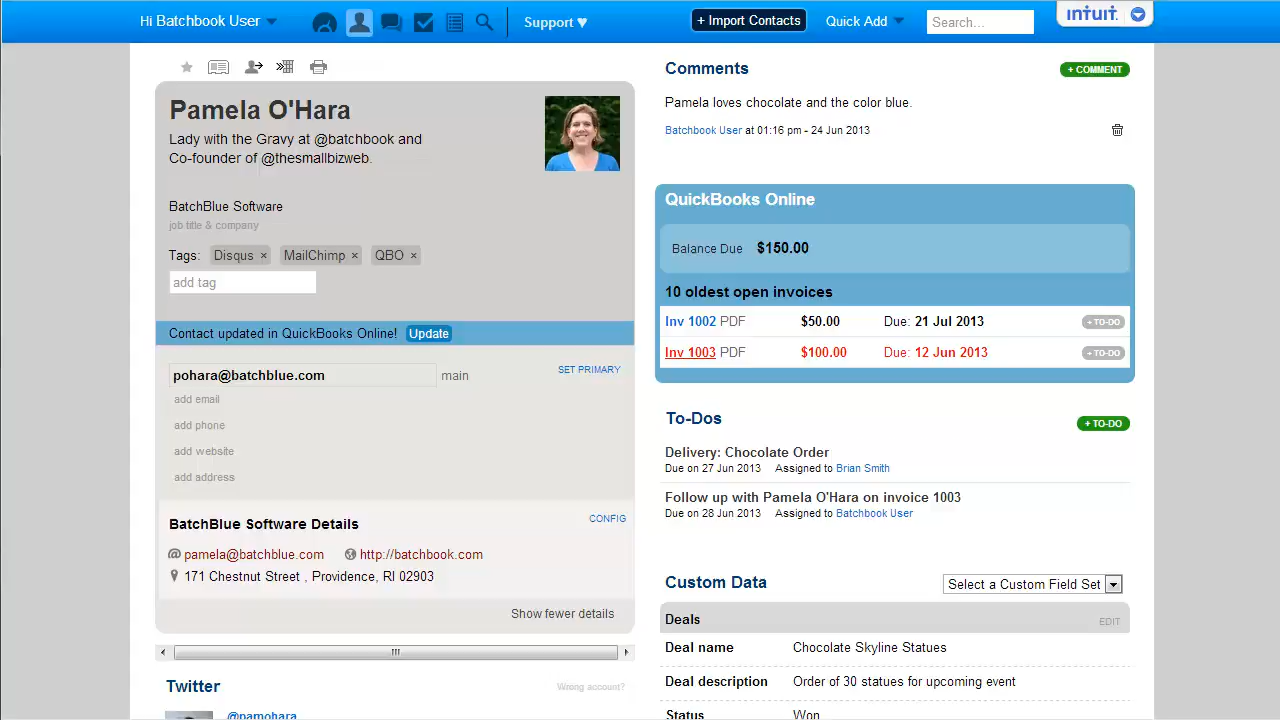 Hi Batchbook User
Support ♥
+ Import Contacts
Quick Add
Search...
intuit.
Pamela O'Hara
Lady with the Gravy at @batchbook and
Co-founder of @thesmallbizweb.
BatchBlue Software
job title & company
Tags: Disqus × MailChimp × QBO ×
add tag
Contact updated in QuickBooks Online! Update
pohara@batchblue.com main SET PRIMARY
add email
add phone
add website
add address
BatchBlue Software Details CONFIG
pamela@batchblue.com http://batchbook.com
171 Chestnut Street , Providence, RI 02903
Show fewer details
Twitter Wrong account?
@pamohara
Comments + COMMENT
Pamela loves chocolate and the color blue.
Batchbook User at 01:16 pm - 24 Jun 2013
QuickBooks Online
Balance Due $150.00
10 oldest open invoices
Inv 1002 PDF $50.00 Due: 21 Jul 2013 + TO-DO
Inv 1003 PDF $100.00 Due: 12 Jun 2013 + TO-DO
To-Dos + TO-DO
Delivery: Chocolate Order
Due on 27 Jun 2013 Assigned to Brian Smith
Follow up with Pamela O'Hara on invoice 1003
Due on 28 Jun 2013 Assigned to Batchbook User
Custom Data Select a Custom Field Set
Deals EDIT
Deal name Chocolate Skyline Statues
Deal description Order of 30 statues for upcoming event
Status Won